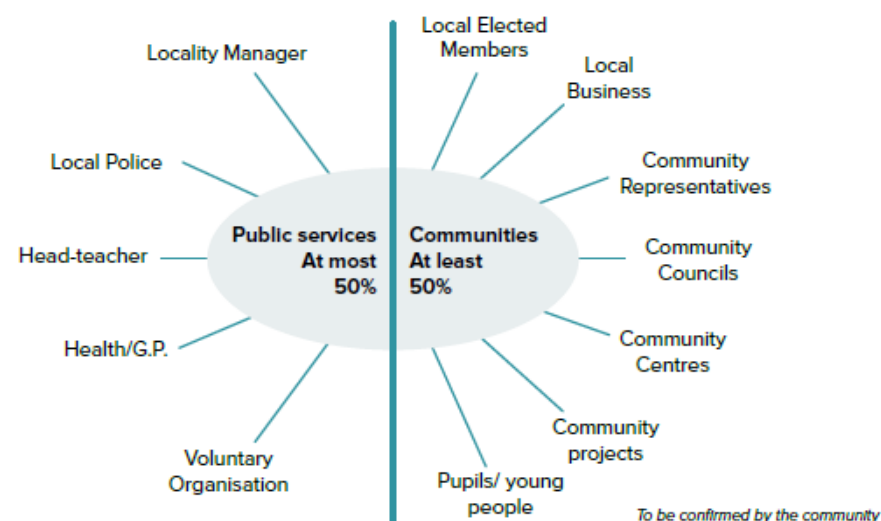 Locality Manager
Local Police
Head-teacher
Health/G.P.
Voluntary
Organisation
Public services
At most
50%
Communities
At least
50%
Local Elected
Members
Local
Business
Community
Representatives
Community
Councils
Community
Centres
Community
projects
Pupils/ young
people
To be confirmed by the community